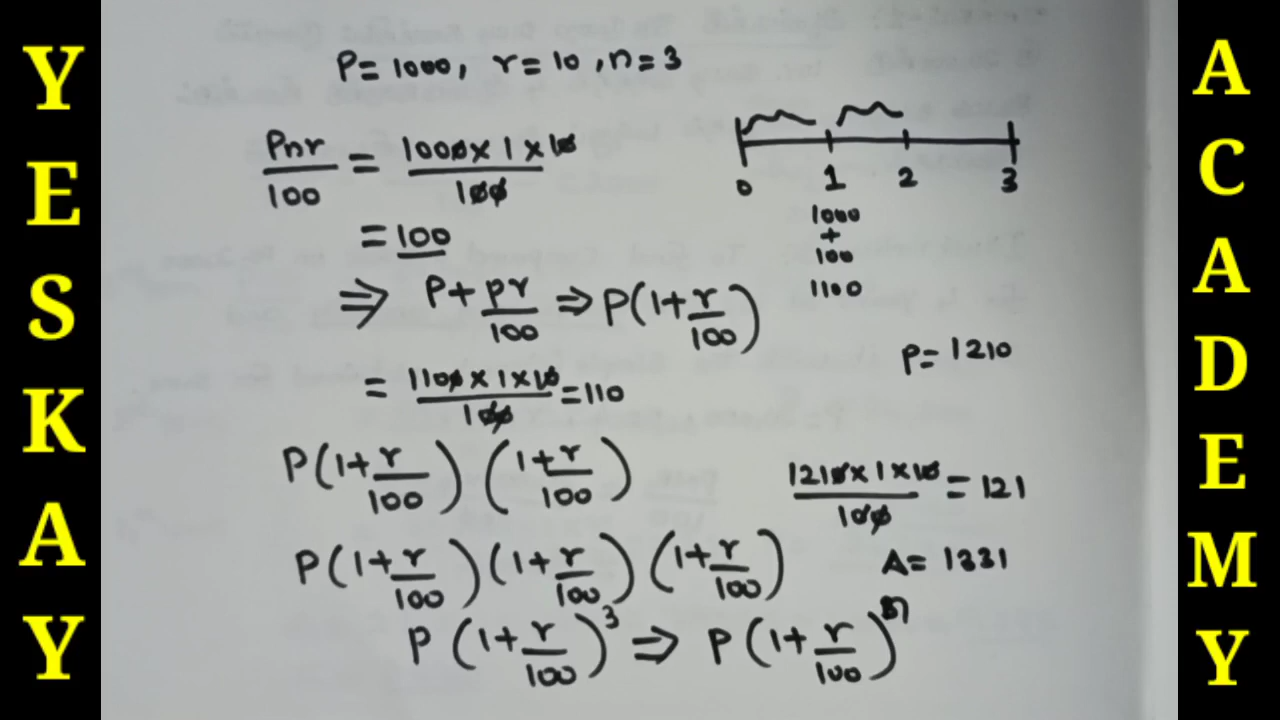 YESKAY
P= 1000, r=10, n=3
Pnr/100 = 1000×1×10/100
= 100
⇒ P+pr/100 ⇒ P(1+r/100)
= 1100×1×10/100 = 110
P(1+r/100)(1+r/100)
P(1+r/100)(1+r/100)(1+r/100)
P(1+r/100)³ ⇒ P(1+r/100)ⁿ
0 1 2 3
1000
+
100
1100
P= 1210
1210×1×10/100 = 121
A= 1331
ACADEMY